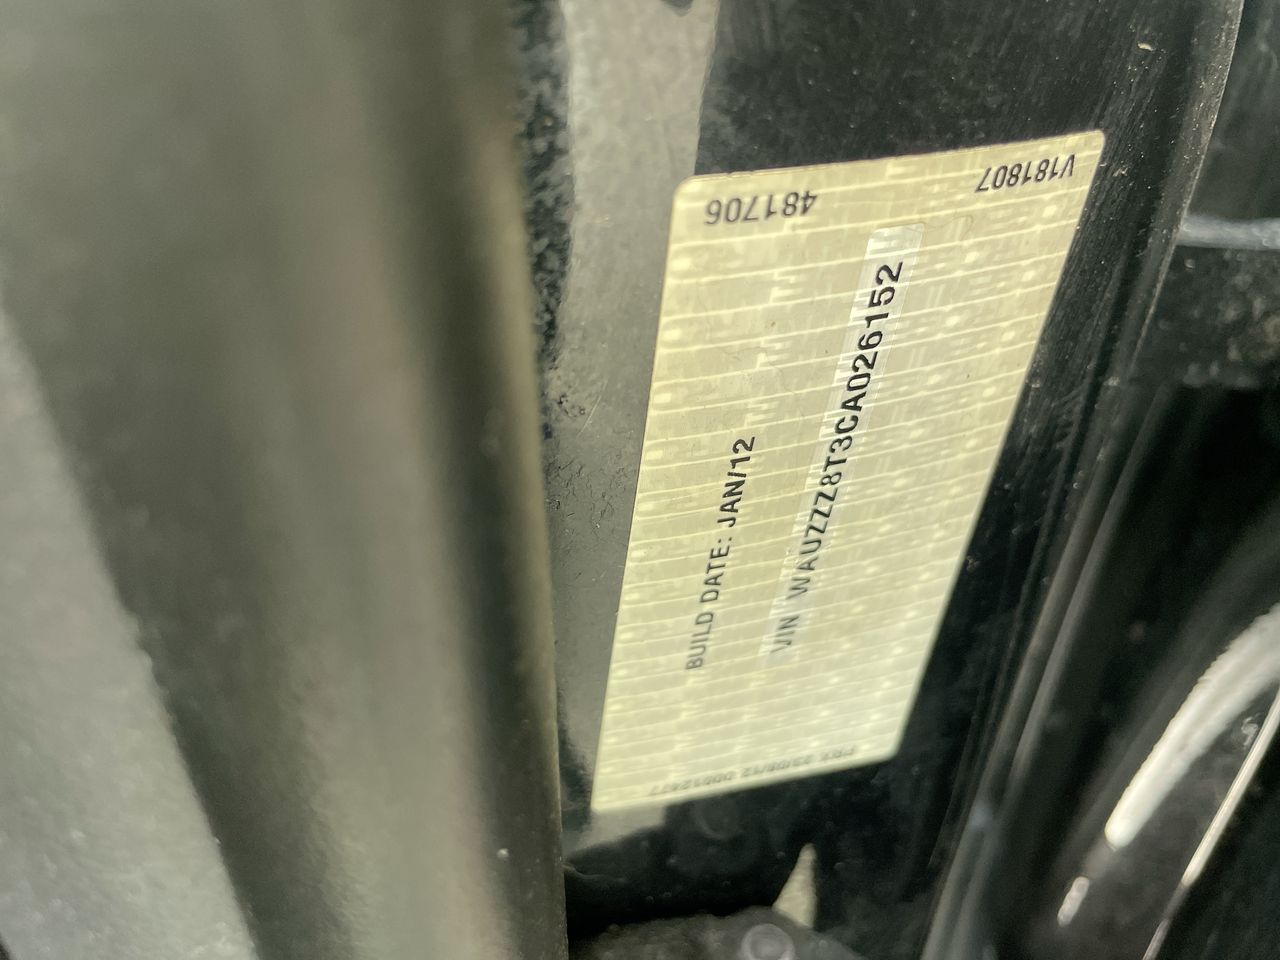 481706
V181807
BUILD DATE: JAN/12
VIN WAUZZZ8T3CA026152